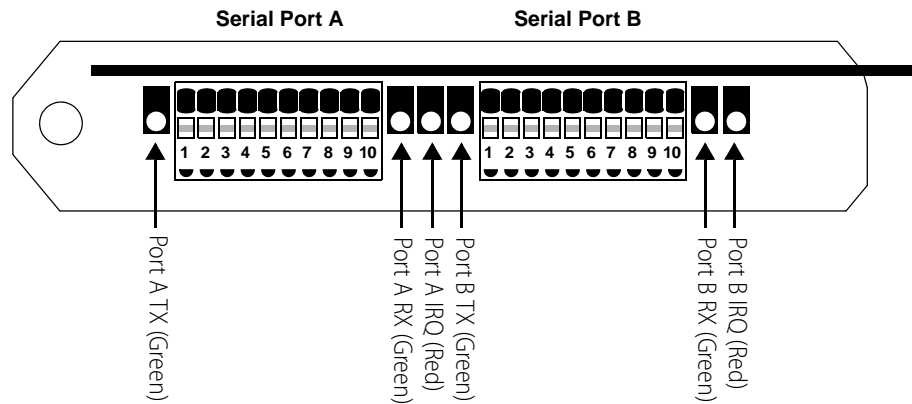 Serial Port A
Serial Port B
1 2 3 4 5 6 7 8 9 10
1 2 3 4 5 6 7 8 9 10
Port A TX (Green)
Port A RX (Green)
Port A IRQ (Red)
Port B TX (Green)
Port B RX (Green)
Port B IRQ (Red)